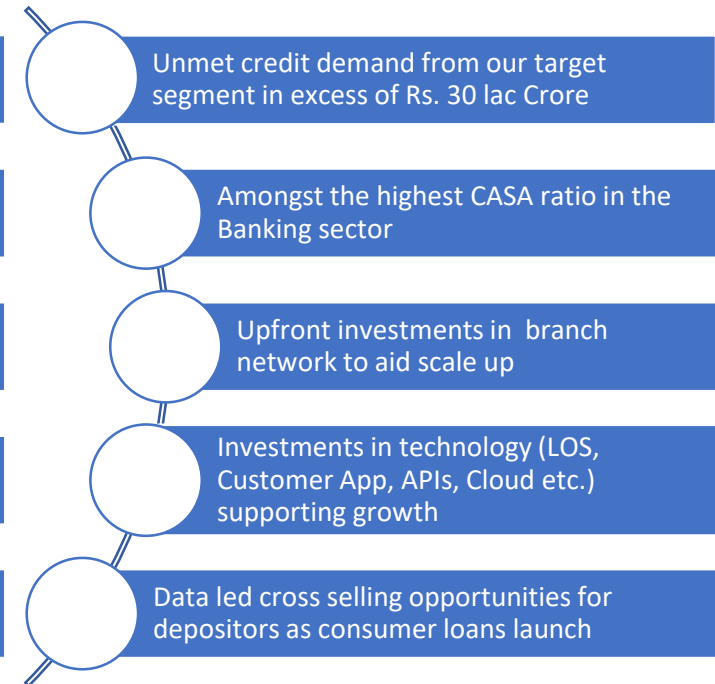 Unmet credit demand from our target
segment in excess of Rs. 30 lac Crore
Amongst the highest CASA ratio in the
Banking sector
Upfront investments in branch
network to aid scale up
Investments in technology (LOS,
Customer App, APIs, Cloud etc.)
supporting growth
Data led cross selling opportunities for
depositors as consumer loans launch